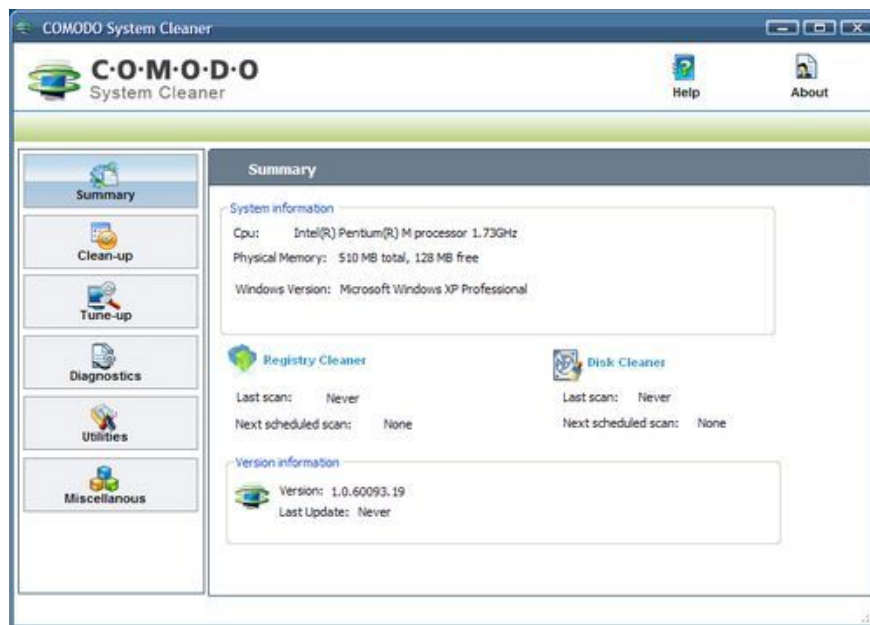 COMODO System Cleaner
C·O·M·O·D·O
System Cleaner
Help
About
Summary
Clean-up
Tune-up
Diagnostics
Utilities
Miscellanous
Summary
System information
Cpu: Intel(R) Pentium(R) M processor 1.73GHz
Physical Memory: 510 MB total, 128 MB free
Windows Version: Microsoft Windows XP Professional
Registry Cleaner
Last scan: Never
Next scheduled scan: None
Disk Cleaner
Last scan: Never
Next scheduled scan: None
Version information
Version: 1.0.60093.19
Last Update: Never